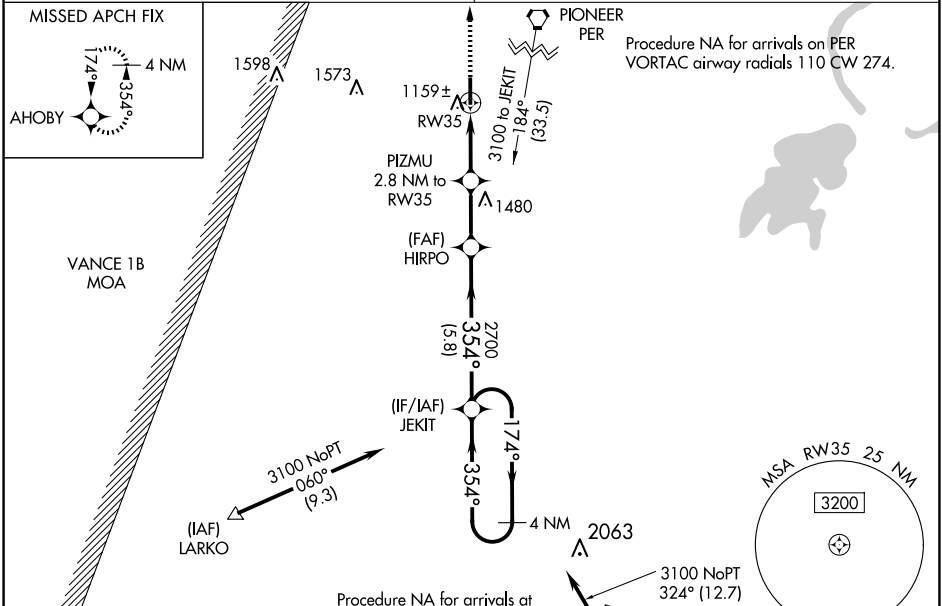 MISSED APCH FIX
174°
4 NM
354°
AHOBY
1598
1573
1159±
RW35
PIONEER
PER
3100 to JEKIT
184°
(33.5)
Procedure NA for arrivals on PER
VORTAC airway radials 110 CW 274.
PIZMU
2.8 NM to
RW35
1480
(FAF)
HIRPO
VANCE 1B
MOA
2700
354°
(5.8)
(IF/IAF)
JEKIT
174°
354°
3100 NoPT
060°
(9.3)
(IAF)
LARKO
4 NM
2063
MSA RW35 25 NM
3200
3100 NoPT
324° (12.7)
Procedure NA for arrivals at